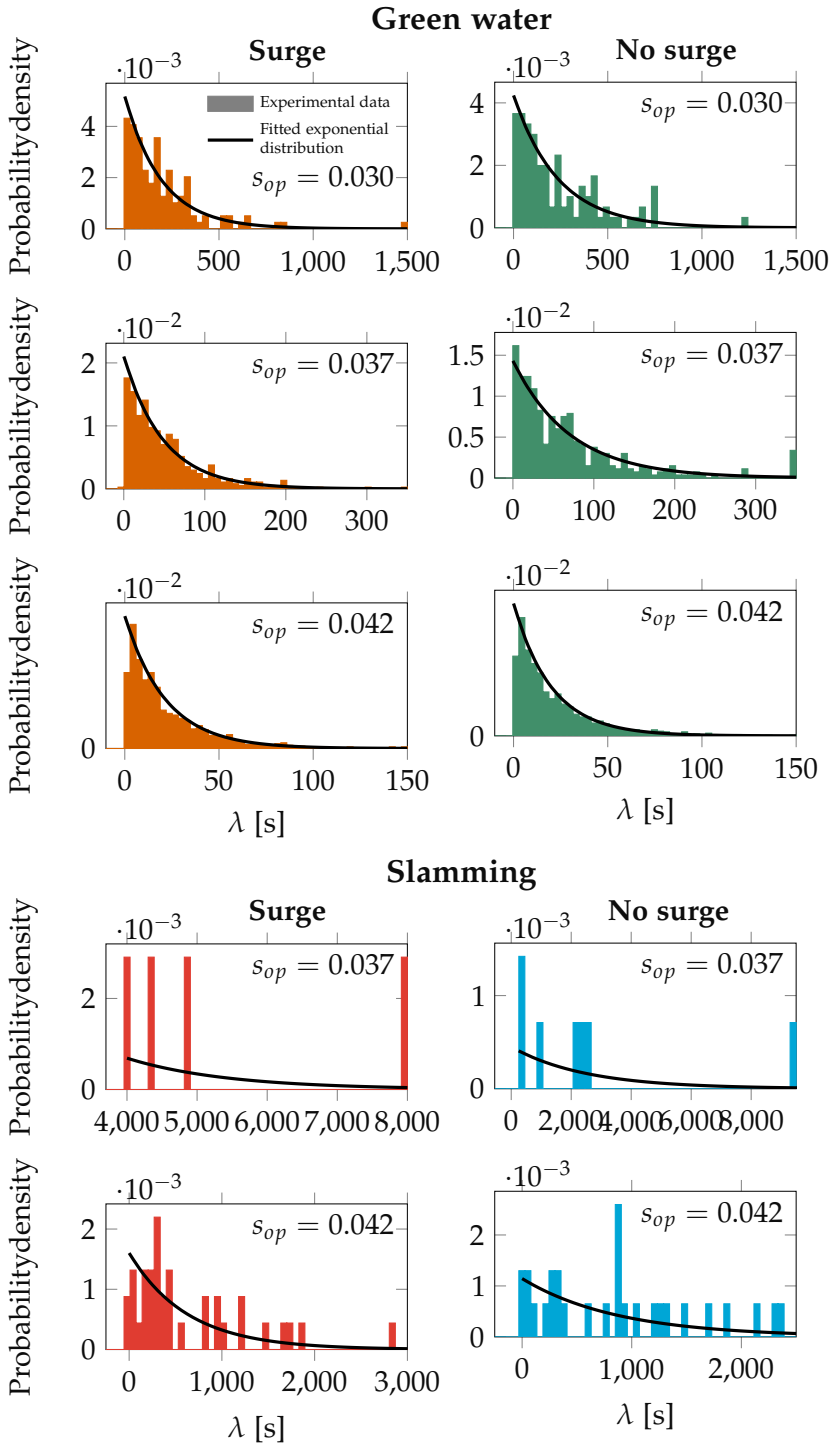 Green water
Surge
No surge
·10⁻³
·10⁻³
Probabilitydensity
4
2
0
Experimental data
Fitted exponential
distribution
s_op = 0.030
0 500 1,000 1,500
4
2
0
s_op = 0.030
0 500 1,000 1,500
·10⁻²
·10⁻²
Probabilitydensity
2
1
0
s_op = 0.037
0 100 200 300
1.5
1
0.5
0
s_op = 0.037
0 100 200 300
·10⁻²
·10⁻²
Probabilitydensity
0
s_op = 0.042
0 50 100 150
λ [s]
0
s_op = 0.042
0 50 100 150
λ [s]
Slamming
Surge
No surge
·10⁻³
·10⁻³
Probabilitydensity
2
0
s_op = 0.037
4,000 5,000 6,000 7,000 8,000
1
0
s_op = 0.037
0 2,000 4,000 6,000 8,000
·10⁻³
·10⁻³
Probabilitydensity
2
1
0
s_op = 0.042
0 1,000 2,000 3,000
λ [s]
2
1
0
s_op = 0.042
0 1,000 2,000
λ [s]